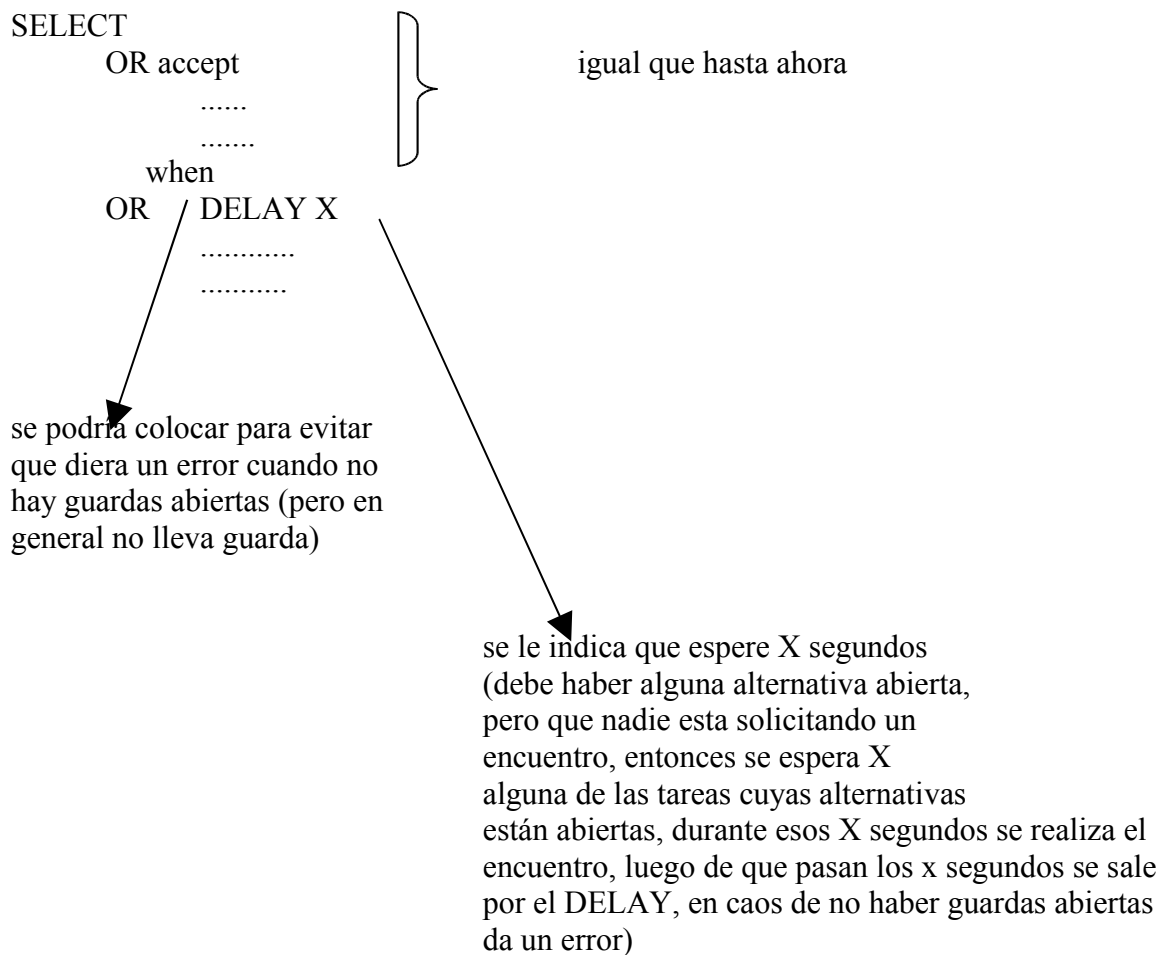 SELECT
OR accept igual que hasta ahora
......
.......
when
OR DELAY X
............
...........
se podría colocar para evitar
que diera un error cuando no
hay guardas abiertas (pero en
general no lleva guarda)
se le indica que espere X segundos
(debe haber alguna alternativa abierta,
pero que nadie esta solicitando un
encuentro, entonces se espera X
alguna de las tareas cuyas alternativas
están abiertas, durante esos X segundos se realiza el
encuentro, luego de que pasan los x segundos se sale
por el DELAY, en caos de no haber guardas abiertas
da un error)